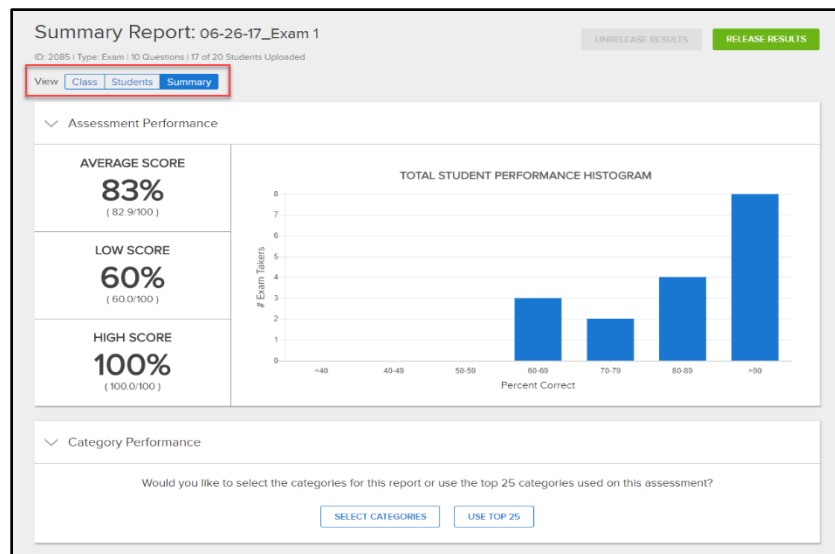 Summary Report: 06-26-17_Exam 1
UNRELEASE RESULTS
RELEASE RESULTS
ID: 2085 | Type: Exam | 10 Questions | 17 of 20 Students Uploaded
View Class Students Summary
Assessment Performance
AVERAGE SCORE
83%
( 82.9/100 )
LOW SCORE
60%
( 60.0/100 )
HIGH SCORE
100%
( 100.0/100 )
TOTAL STUDENT PERFORMANCE HISTOGRAM
# Exam Takers
8
7
6
5
4
3
2
1
0
<40 40-49 50-59 60-69 70-79 80-89 >90
Percent Correct
Category Performance
Would you like to select the categories for this report or use the top 25 categories used on this assessment?
SELECT CATEGORIES
USE TOP 25